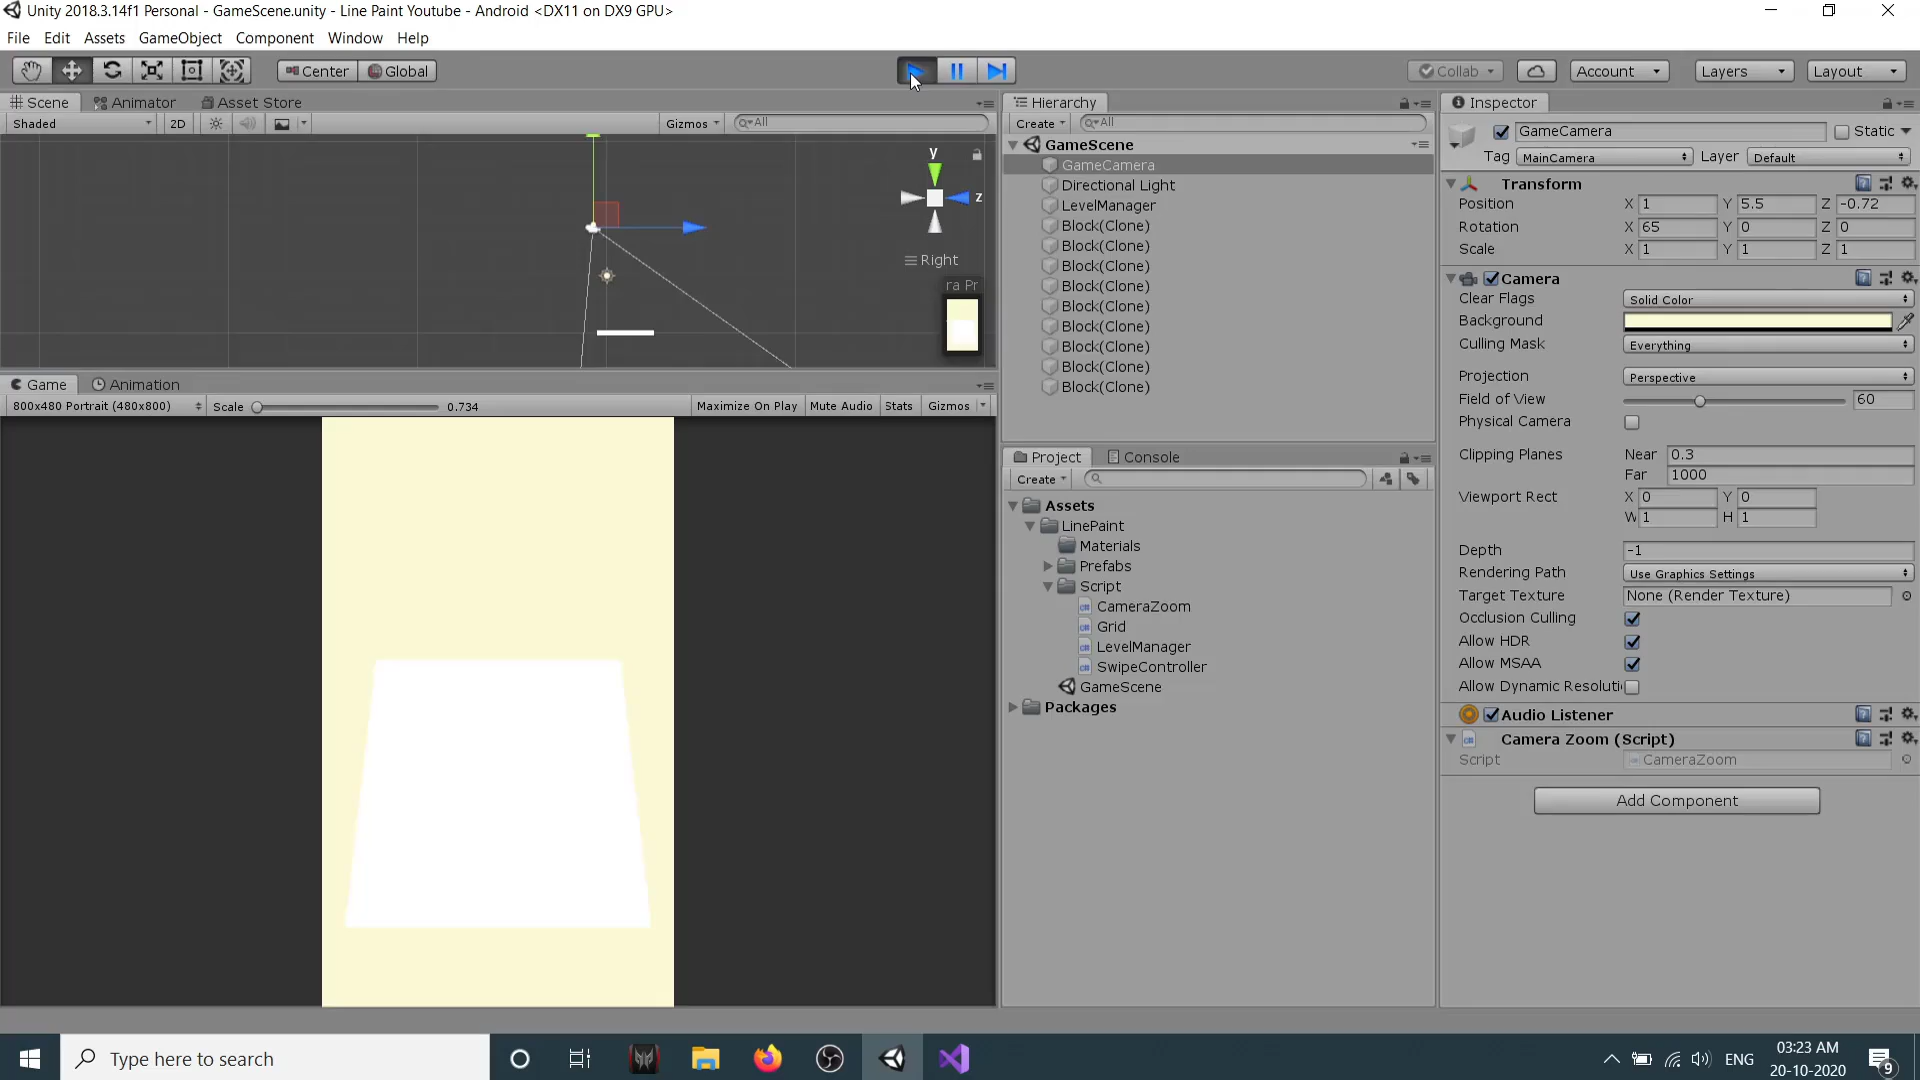 Unity 2018.3.14f1 Personal - GameScene.unity - Line Paint Youtube - Android <DX11 on DX9 GPU>
File Edit Assets GameObject Component Window Help
Center Global Collab Account Layers Layout
Scene Animator Asset Store
Shaded 2D Gizmos All
y
z
Right
ra Pr
Game Animation
800x480 Portrait (480x800) Scale 0.734 Maximize On Play Mute Audio Stats Gizmos
Hierarchy
Create All
GameScene
GameCamera
Directional Light
LevelManager
Block(Clone)
Block(Clone)
Block(Clone)
Block(Clone)
Block(Clone)
Block(Clone)
Block(Clone)
Block(Clone)
Block(Clone)
Project Console
Create
Assets
LinePaint
Materials
Prefabs
Script
CameraZoom
Grid
LevelManager
SwipeController
GameScene
Packages
Inspector
GameCamera Static
Tag MainCamera Layer Default
Transform
Position X 1 Y 5.5 Z -0.72
Rotation X 65 Y 0 Z 0
Scale X 1 Y 1 Z 1
Camera
Clear Flags Solid Color
Background
Culling Mask Everything
Projection Perspective
Field of View 60
Physical Camera
Clipping Planes Near 0.3
Far 1000
Viewport Rect X 0 Y 0
W 1 H 1
Depth -1
Rendering Path Use Graphics Settings
Target Texture None (Render Texture)
Occlusion Culling
Allow HDR
Allow MSAA
Allow Dynamic Resoluti
Audio Listener
Camera Zoom (Script)
Script CameraZoom
Add Component
Type here to search
ENG
03:23 AM
20-10-2020
9